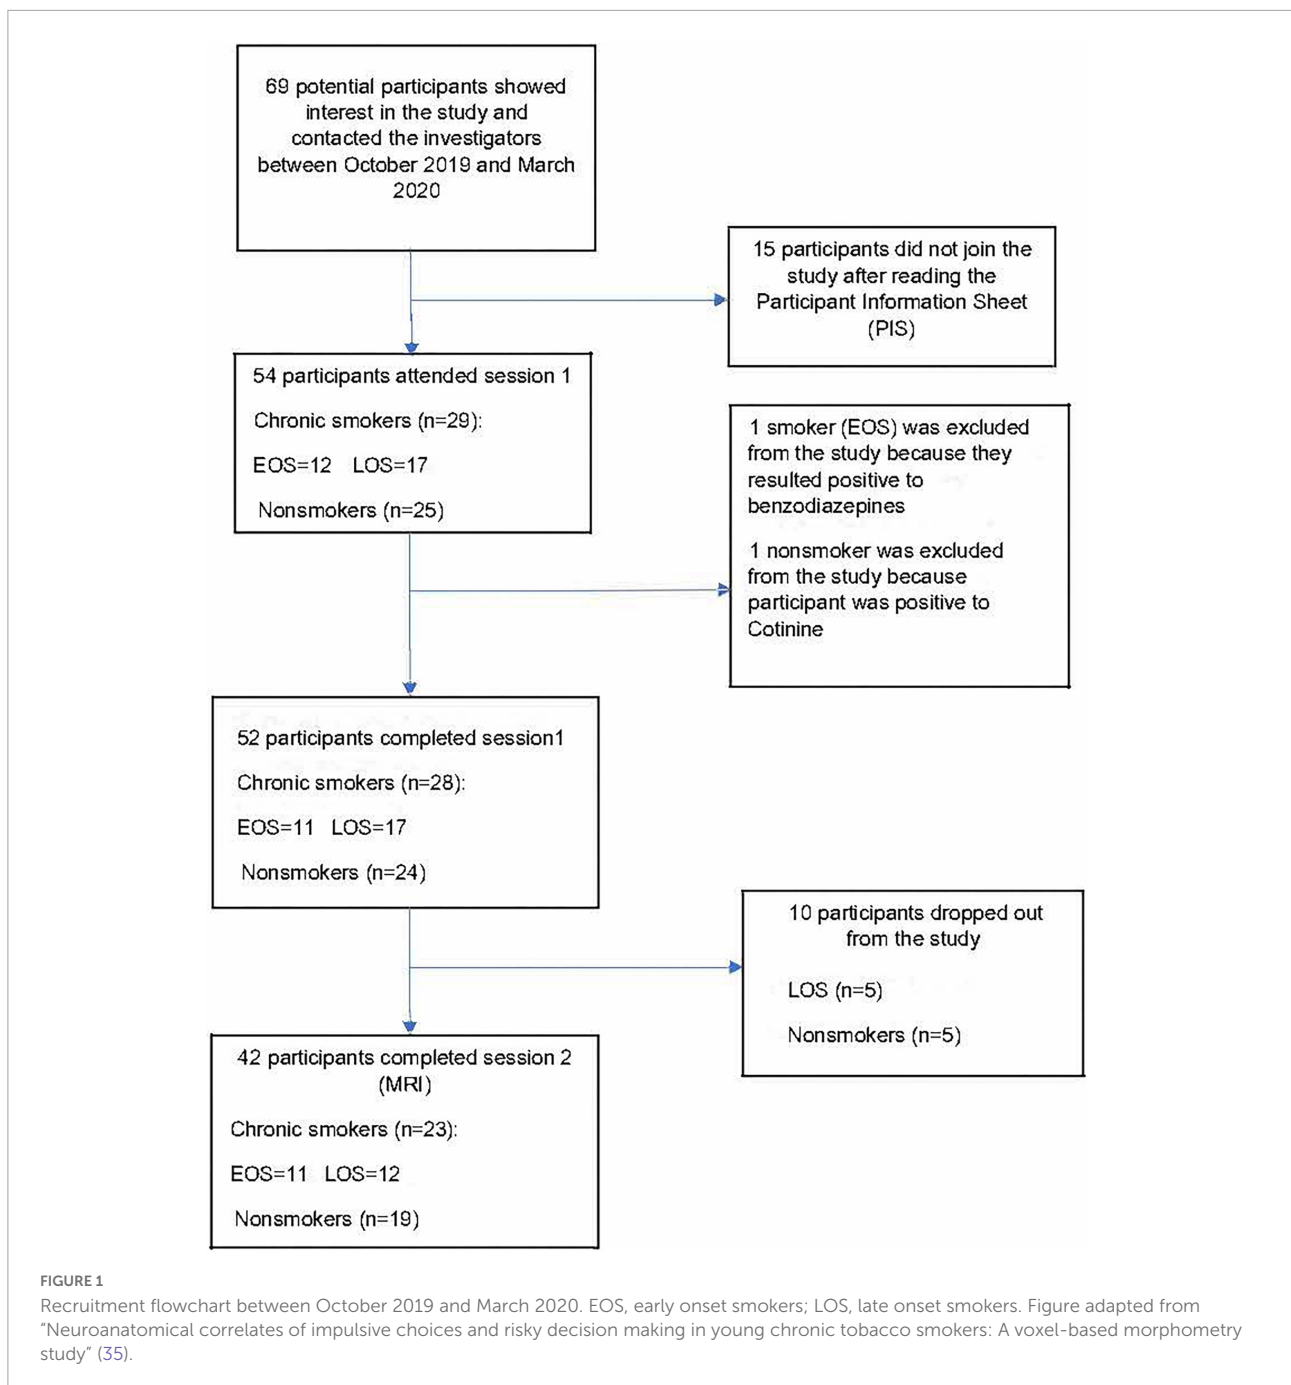 69 potential participants showed
interest in the study and
contacted the investigators
between October 2019 and March
2020
15 participants did not join the
study after reading the
Participant Information Sheet
(PIS)
54 participants attended session 1
Chronic smokers (n=29):
EOS=12 LOS=17
Nonsmokers (n=25)
1 smoker (EOS) was excluded
from the study because they
resulted positive to
benzodiazepines
1 nonsmoker was excluded
from the study because
participant was positive to
Cotinine
52 participants completed session1
Chronic smokers (n=28):
EOS=11 LOS=17
Nonsmokers (n=24)
10 participants dropped out
from the study
LOS (n=5)
Nonsmokers (n=5)
42 participants completed session 2
(MRI)
Chronic smokers (n=23):
EOS=11 LOS=12
Nonsmokers (n=19)
FIGURE 1
Recruitment flowchart between October 2019 and March 2020. EOS, early onset smokers; LOS, late onset smokers. Figure adapted from
“Neuroanatomical correlates of impulsive choices and risky decision making in young chronic tobacco smokers: A voxel-based morphometry
study” (35).